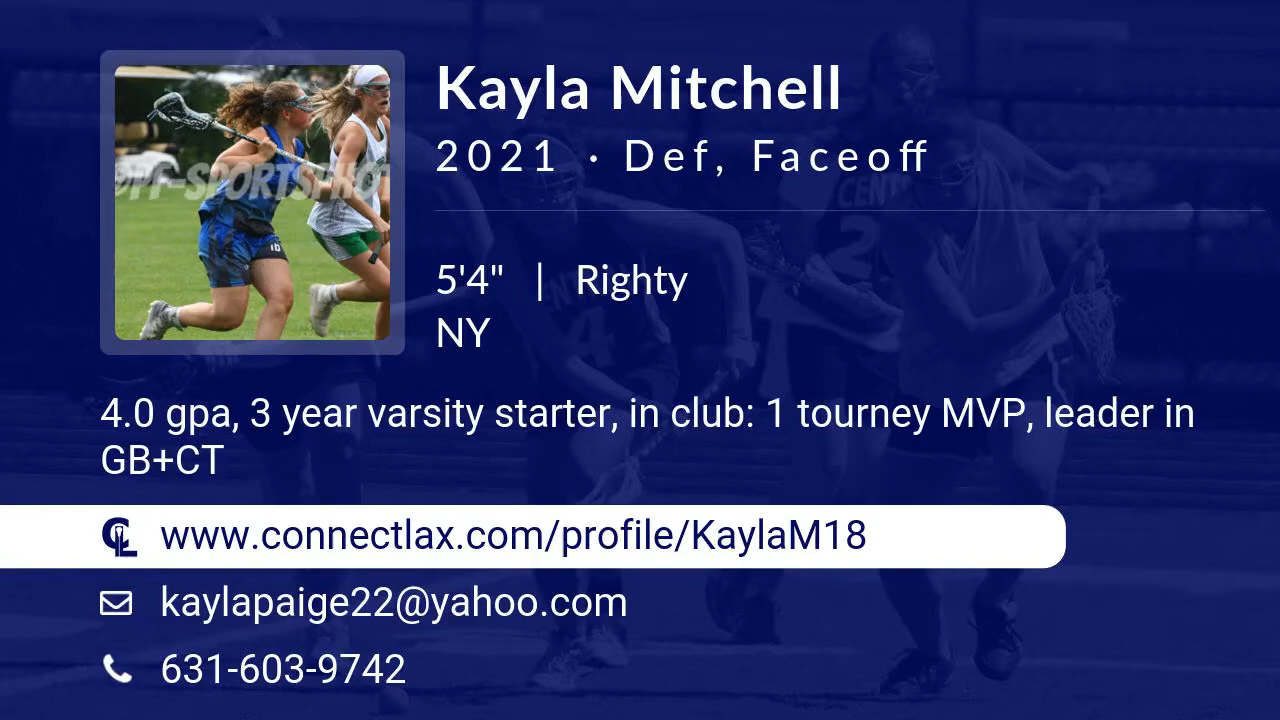 Kayla Mitchell
2021 · Def, Faceoff
5'4" | Righty
NY
4.0 gpa, 3 year varsity starter, in club: 1 tourney MVP, leader in
GB+CT
www.connectlax.com/profile/KaylaM18
kaylapaige22@yahoo.com
631-603-9742